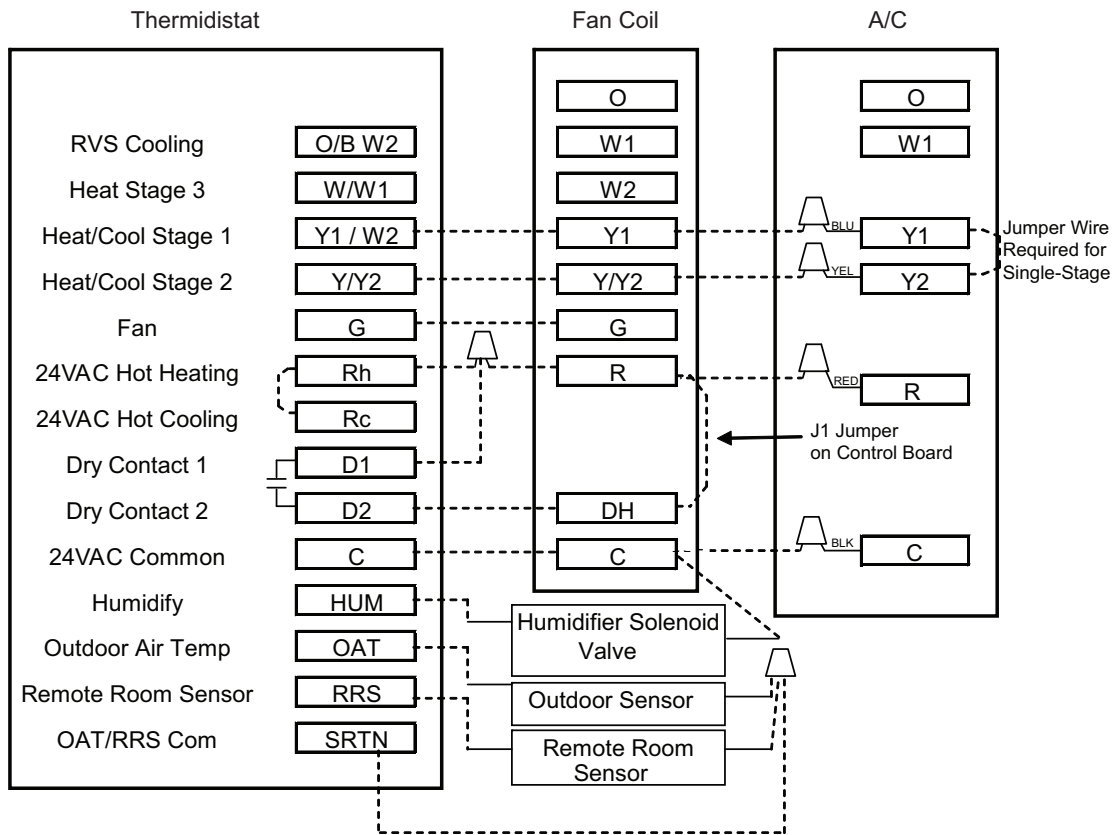 Thermidistat
Fan Coil
A/C
O
O
RVS Cooling
O/B W2
W1
W1
Heat Stage 3
W/W1
W2
Heat/Cool Stage 1
Y1 / W2
Y1
BLU
Y1
Jumper Wire
Required for
Single-Stage
Heat/Cool Stage 2
Y/Y2
Y/Y2
YEL
Y2
Fan
G
G
24VAC Hot Heating
Rh
R
RED
R
24VAC Hot Cooling
Rc
J1 Jumper
on Control Board
Dry Contact 1
D1
Dry Contact 2
D2
DH
24VAC Common
C
C
BLK
C
Humidify
HUM
Humidifier Solenoid
Valve
Outdoor Air Temp
OAT
Outdoor Sensor
Remote Room Sensor
RRS
Remote Room
Sensor
OAT/RRS Com
SRTN